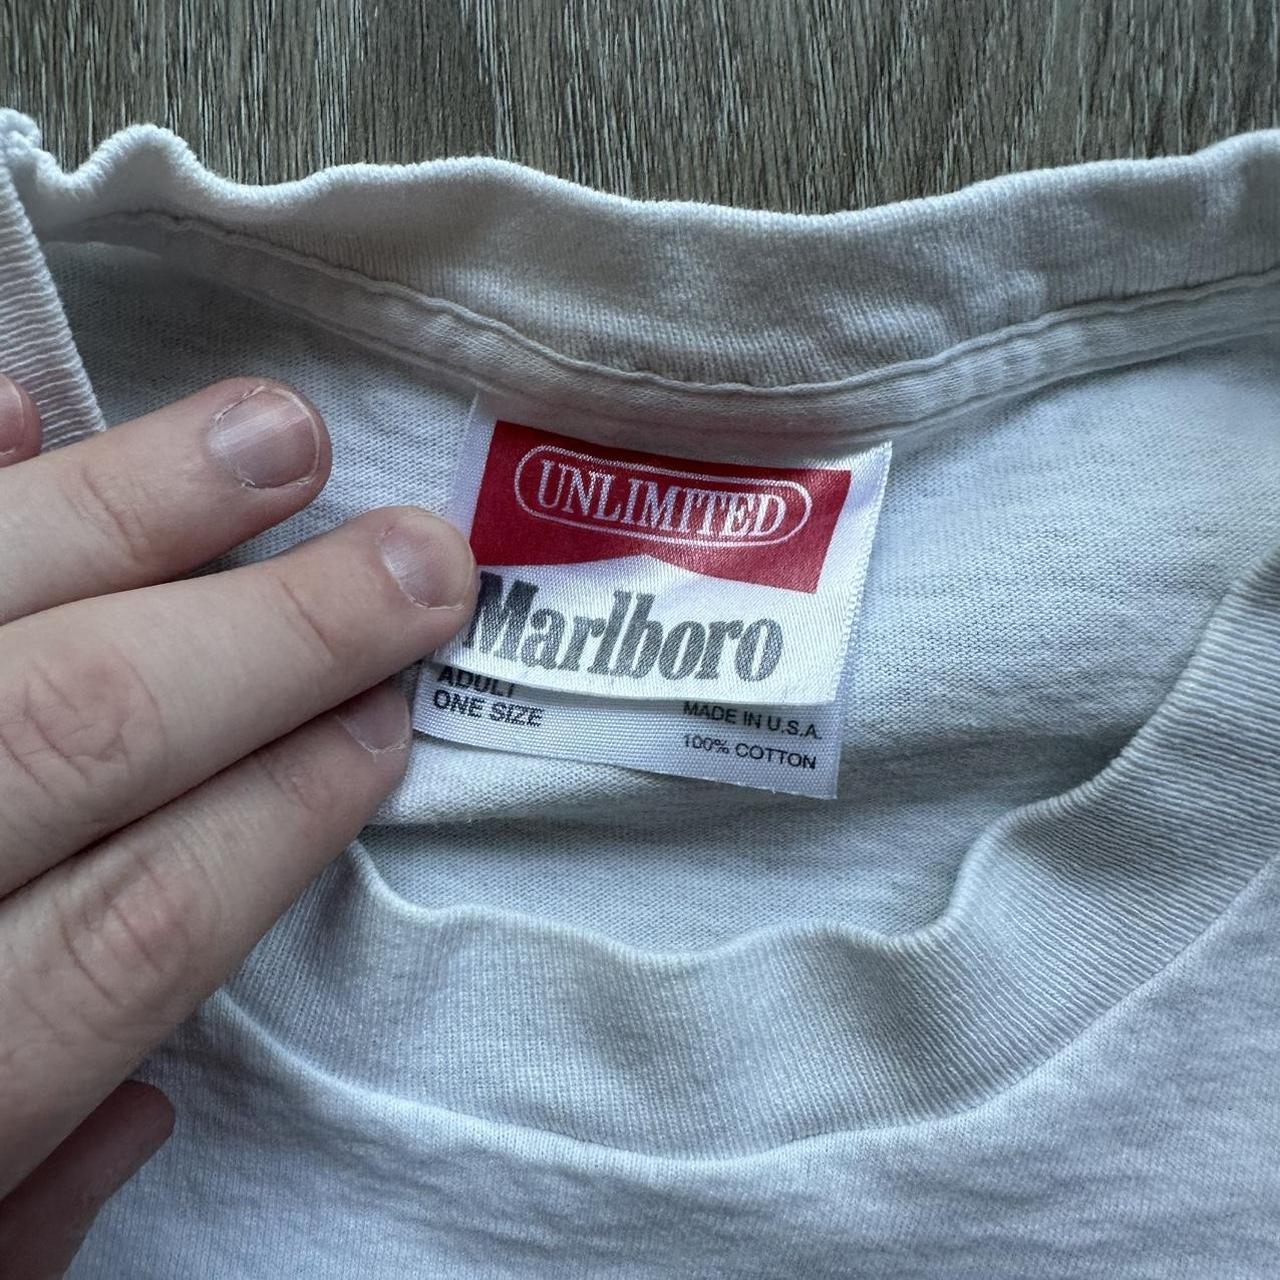 UNLIMITED
Marlboro
ADULT
ONE SIZE
MADE IN U.S.A.
100% COTTON